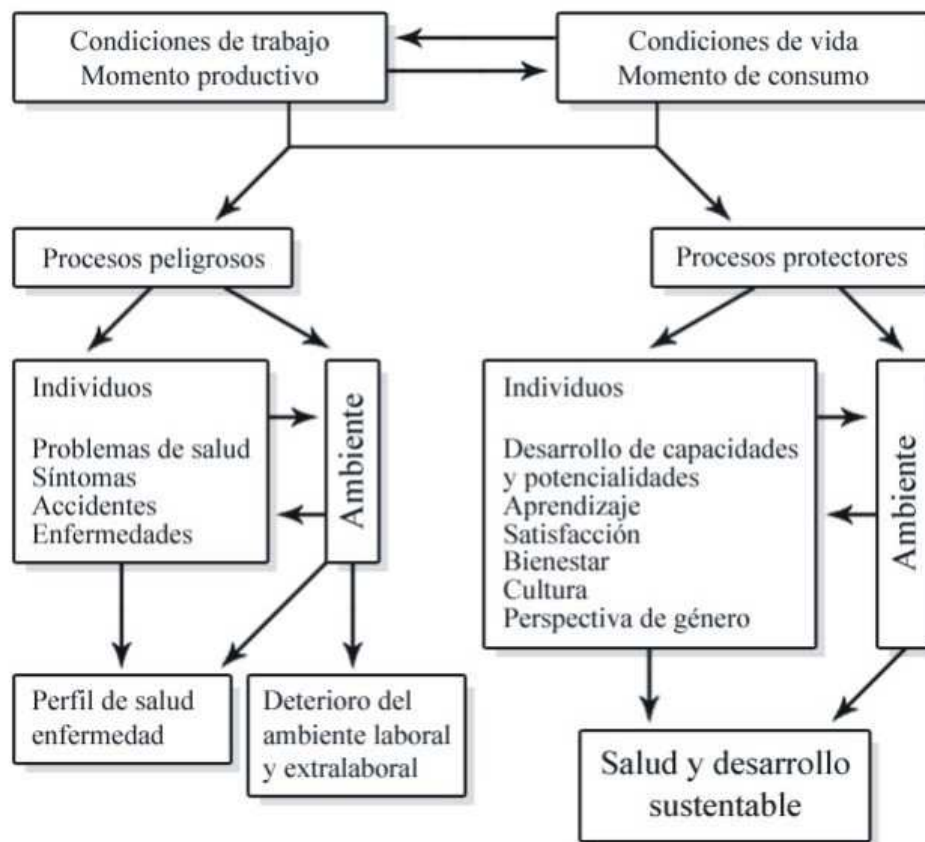 Condiciones de trabajo
Momento productivo
Condiciones de vida
Momento de consumo
Procesos peligrosos
Procesos protectores
Individuos
Problemas de salud
Síntomas
Accidentes
Enfermedades
Ambiente
Individuos
Desarrollo de capacidades
y potencialidades
Aprendizaje
Satisfacción
Bienestar
Cultura
Perspectiva de género
Ambiente
Perfil de salud
enfermedad
Deterioro del
ambiente laboral
y extralaboral
Salud y desarrollo
sustentable